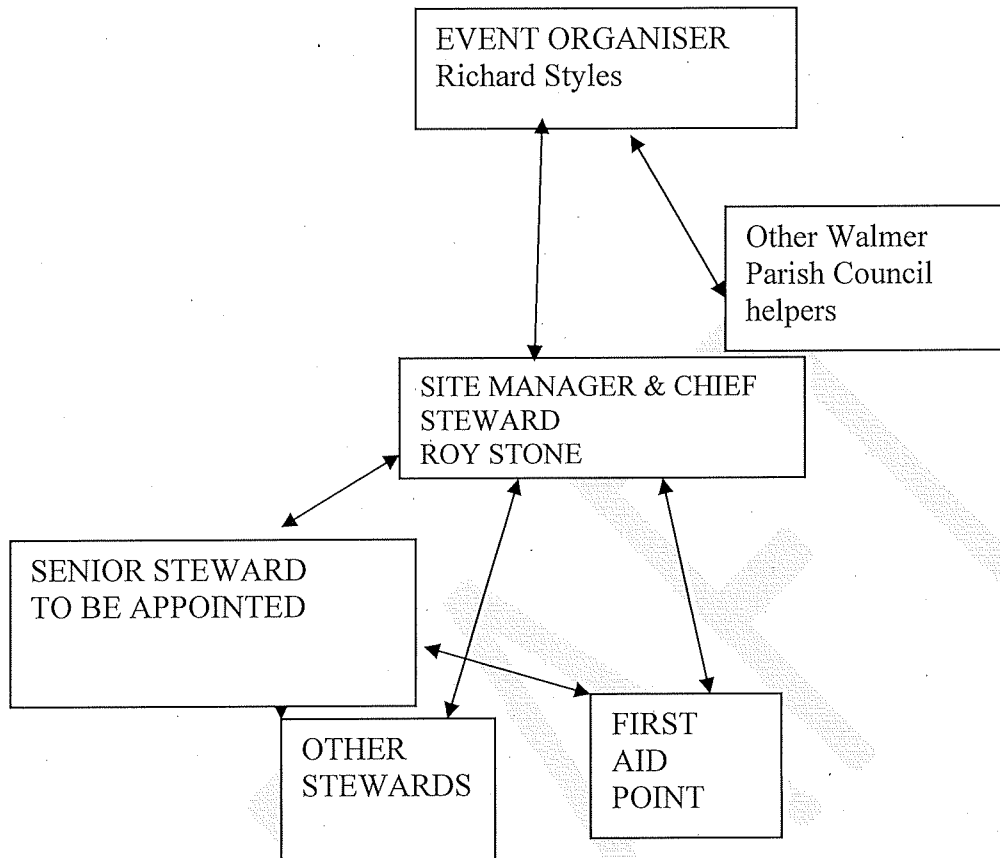 EVENT ORGANISER
Richard Styles
Other Walmer
Parish Council
helpers
SITE MANAGER & CHIEF
STEWARD
ROY STONE
SENIOR STEWARD
TO BE APPOINTED
OTHER
STEWARDS
FIRST
AID
POINT